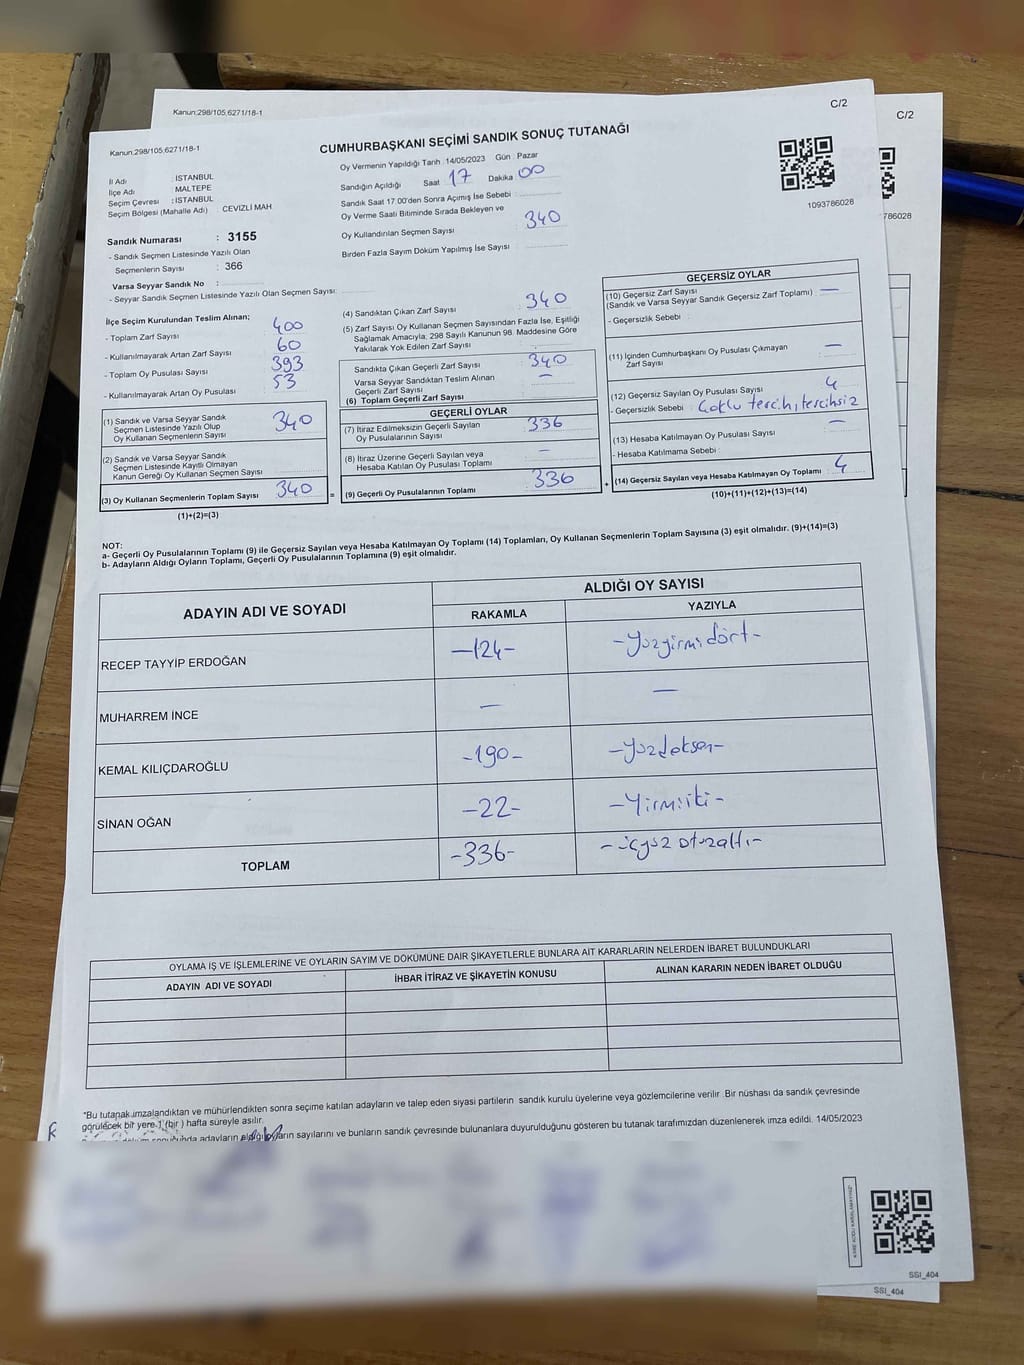 Kanun:298/105,6271/18-1
C/2
C/2
Kanun:298/105,6271/18-1
CUMHURBAŞKANI SEÇİMİ SANDIK SONUÇ TUTANAĞI
Oy Vermenin Yapıldığı Tarih : 14/05/2023 Gün : Pazar
İl Adı : İSTANBUL
İlçe Adı MALTEPE
Seçim Çevresi : İSTANBUL
Seçim Bölgesi (Mahalle Adı) : CEVİZLİ MAH
Sandığın Açıldığı Saat 17 Dakika 00
Sandık Saat 17:00'den Sonra Açımış İse Sebebi :
Oy Verme Saati Bitiminde Sırada Bekleyen ve
Oy Kullandırılan Seçmen Sayısı 340
Birden Fazla Sayım Döküm Yapılmış İse Sayısı
1093786028
786028
Sandık Numarası : 3155
- Sandık Seçmen Listesinde Yazılı Olan
Seçmenlerin Sayısı : 366
Varsa Seyyar Sandık No :
- Seyyar Sandık Seçmen Listesinde Yazılı Olan Seçmen Sayısı:
İlçe Seçim Kurulundan Teslim Alınan;
- Toplam Zarf Sayısı 400
- Kullanılmayarak Artan Zarf Sayısı 60
- Toplam Oy Pusulası Sayısı 393
- Kullanılmayarak Artan Oy Pusulası 53
(1) Sandık ve Varsa Seyyar Sandık
Seçmen Listesinde Yazılı Olup
Oy Kullanan Seçmenlerin Sayısı 340
(2) Sandık ve Varsa Seyyar Sandık
Seçmen Listesinde Kayıtlı Olmayan
Kanun Gereği Oy Kullanan Seçmen Sayısı
(3) Oy Kullanan Seçmenlerin Toplam Sayısı 340 =
(1)+(2)=(3)
(4) Sandıktan Çıkan Zarf Sayısı 340
(5) Zarf Sayısı Oy Kullanan Seçmen Sayısından Fazla İse, Eşitliği
Sağlamak Amacıyla; 298 Sayılı Kanunun 98. Maddesine Göre
Yakılarak Yok Edilen Zarf Sayısı
Sandıkta Çıkan Geçerli Zarf Sayısı 340
Varsa Seyyar Sandıktan Teslim Alınan
Geçerli Zarf Sayısı –
(6) Toplam Geçerli Zarf Sayısı
GEÇERLİ OYLAR
(7) İtiraz Edilmeksizin Geçerli Sayılan
Oy Pusulalarının Sayısı 336
(8) İtiraz Üzerine Geçerli Sayılan veya
Hesaba Katılan Oy Pusulası Toplamı –
(9) Geçerli Oy Pusulalarının Toplamı 336 +
GEÇERSİZ OYLAR
(10) Geçersiz Zarf Sayısı
(Sandık ve Varsa Seyyar Sandık Geçersiz Zarf Toplamı) –
- Geçersizlik Sebebi :
(11) İçinden Cumhurbaşkanı Oy Pusulası Çıkmayan
Zarf Sayısı –
(12) Geçersiz Sayılan Oy Pusulası Sayısı 4
- Geçersizlik Sebebi : Çoklu tercih, tercihsiz
(13) Hesaba Katılmayan Oy Pusulası Sayısı –
- Hesaba Katılmama Sebebi :
(14) Geçersiz Sayılan veya Hesaba Katılmayan Oy Toplamı : 4
(10)+(11)+(12)+(13)=(14)
NOT:
a- Geçerli Oy Pusulalarının Toplamı (9) ile Geçersiz Sayılan veya Hesaba Katılmayan Oy Toplamı (14) Toplamları, Oy Kullanan Seçmenlerin Toplam Sayısına (3) eşit olmalıdır. (9)+(14)=(3)
b- Adayların Aldığı Oyların Toplamı, Geçerli Oy Pusulalarının Toplamına (9) eşit olmalıdır.
ADAYIN ADI VE SOYADI
ALDIĞI OY SAYISI
RAKAMLA YAZIYLA
RECEP TAYYİP ERDOĞAN –124– –Yüzyirmidört–
MUHARREM İNCE – –
KEMAL KILIÇDAROĞLU –190– –Yüzdoksan–
SİNAN OĞAN –22– –Yirmiiki–
TOPLAM –336– –üçyüz otuzaltı–
OYLAMA İŞ VE İŞLEMLERİNE VE OYLARIN SAYIM VE DÖKÜMÜNE DAİR ŞİKAYETLERLE BUNLARA AİT KARARLARIN NELERDEN İBARET BULUNDUKLARI
ADAYIN ADI VE SOYADI İHBAR İTİRAZ VE ŞİKAYETİN KONUSU ALINAN KARARIN NEDEN İBARET OLDUĞU
*Bu tutanak imzalandıktan ve mühürlendikten sonra seçime katılan adayların ve talep eden siyasi partilerin sandık kurulu üyelerine veya gözlemcilerine verilir. Bir nüshası da sandık çevresinde
görülecek bir yere 1 (bir) hafta süreyle asılır.
adayların aldığı oyların sayılarını ve bunların sandık çevresinde bulunanlara duyurulduğunu gösteren bu tutanak tarafımızdan düzenlenerek imza edildi. 14/05/2023
SSI_404
SSI_404